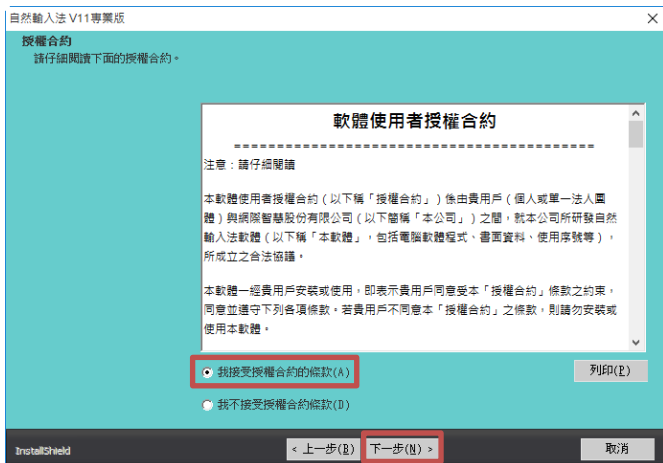 自然輸入法 V11專業版
授權合約
請仔細閱讀下面的授權合約。
軟體使用者授權合約
==========================================
注意：請仔細閱讀
本軟體使用者授權合約（以下稱「授權合約」）係由貴用戶（個人或單一法人團
體）與網際智慧股份有限公司（以下簡稱「本公司」）之間，就本公司所研發自然
輸入法軟體（以下稱「本軟體」，包括電腦軟體程式、書面資料、使用序號等），
所成立之合法協議。
本軟體一經貴用戶安裝或使用，即表示貴用戶同意受本「授權合約」條款之約束，
同意並遵守下列各項條款。若貴用戶不同意本「授權合約」之條款，則請勿安裝或
使用本軟體。
我接受授權合約的條款(A)
列印(P)
我不接受授權合約條款(D)
InstallShield
< 上一步(B)
下一步(N) >
取消